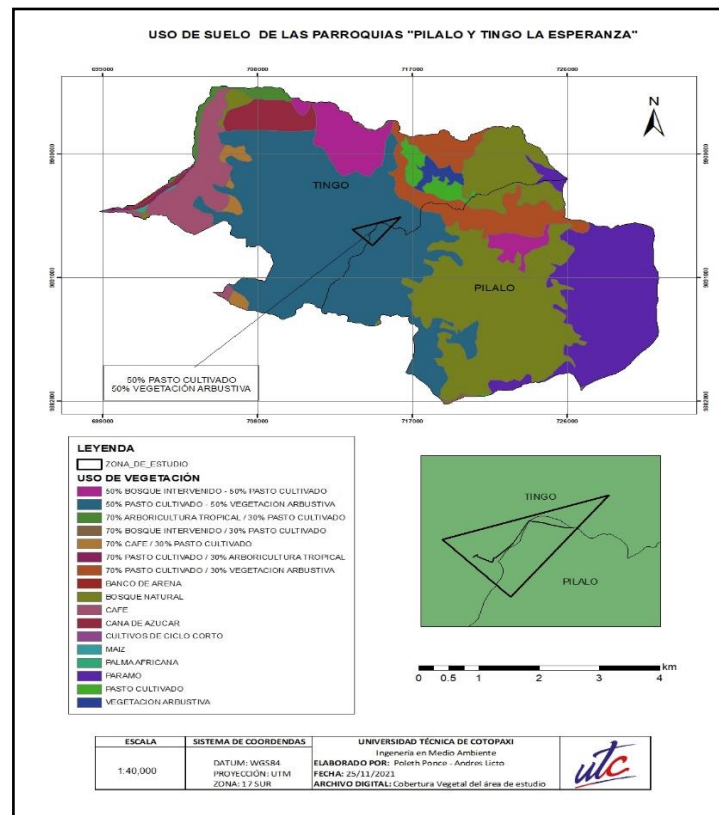 USO DE SUELO DE LAS PARROQUIAS "PILALO Y TINGO LA ESPERANZA"
699000 708000 717000 726000
N
TINGO
PILALO
50% PASTO CULTIVADO
50% VEGETACIÓN ARBUSTIVA
699000 708000 717000 726000
LEYENDA
ZONA_DE_ESTUDIO
USO DE VEGETACIÓN
50% BOSQUE INTERVENIDO - 50% PASTO CULTIVADO
50% PASTO CULTIVADO - 50% VEGETACION ARBUSTIVA
70% ARBORICULTURA TROPICAL / 30% PASTO CULTIVADO
70% BOSQUE INTERVENIDO / 30% PASTO CULTIVADO
70% CAFE / 30% PASTO CULTIVADO
70% PASTO CULTIVADO / 30% ARBORICULTURA TROPICAL
70% PASTO CULTIVADO / 30% VEGETACION ARBUSTIVA
BANCO DE ARENA
BOSQUE NATURAL
CAFE
CANA DE AZUCAR
CULTIVOS DE CICLO CORTO
MAIZ
PALMA AFRICANA
PARAMO
PASTO CULTIVADO
VEGETACION ARBUSTIVA
TINGO
PILALO
km
0 0.5 1 2 3 4
ESCALA
1:40,000
SISTEMA DE COORDENDAS
DATUM: WGS84
PROYECCIÓN: UTM
ZONA: 17 SUR
UNIVERSIDAD TÉCNICA DE COTOPAXI
Ingeniería en Medio Ambiente
ELABORADO POR: Poleth Ponce - Andres Licto
FECHA: 25/11/2021
ARCHIVO DIGITAL: Cobertura Vegetal del área de estudio
utc